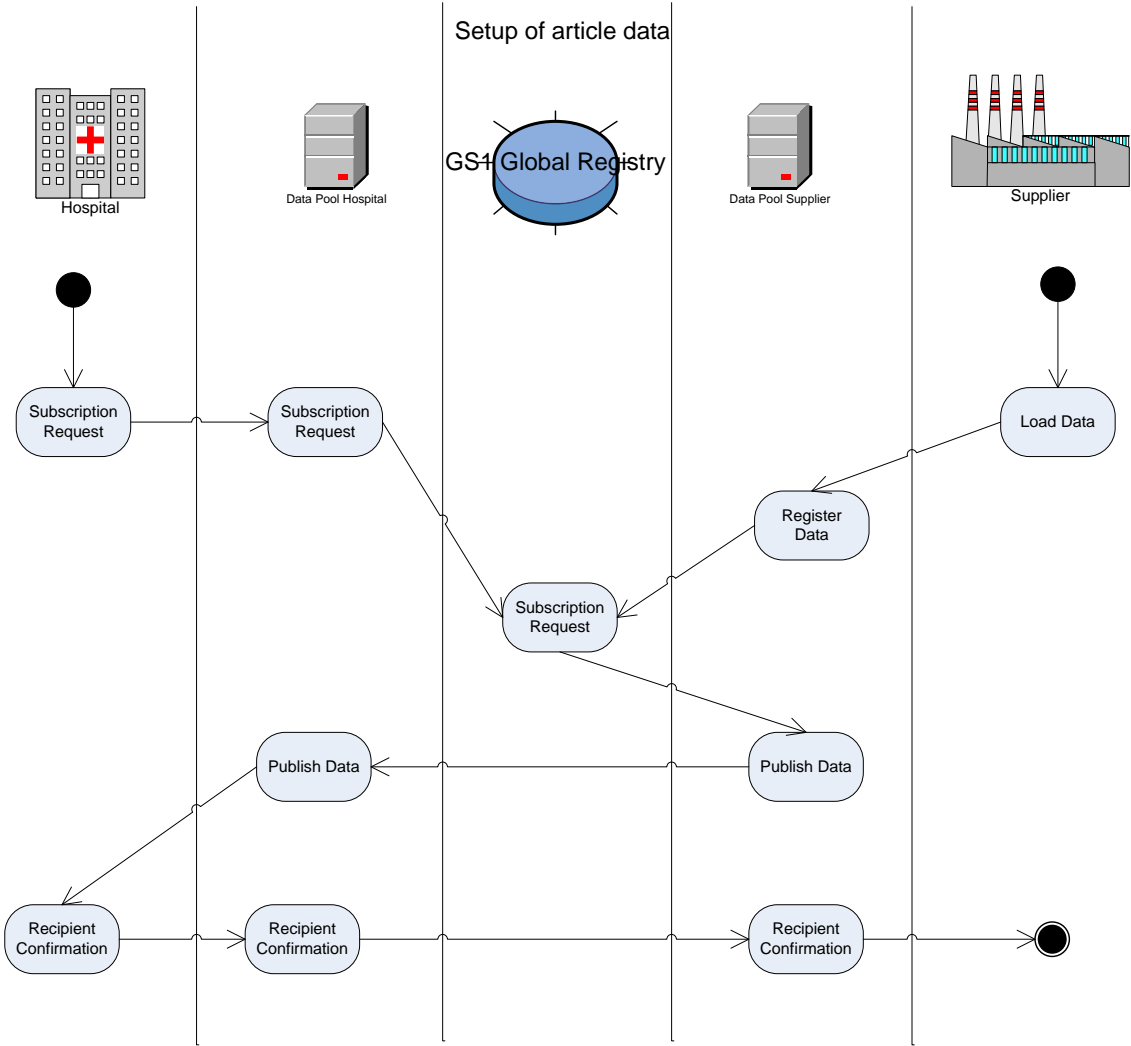 Setup of article data
GS1 Global Registry
Hospital
Data Pool Hospital
Data Pool Supplier
Supplier
Subscription
Request
Subscription
Request
Load Data
Register
Data
Subscription
Request
Publish Data
Publish Data
Recipient
Confirmation
Recipient
Confirmation
Recipient
Confirmation